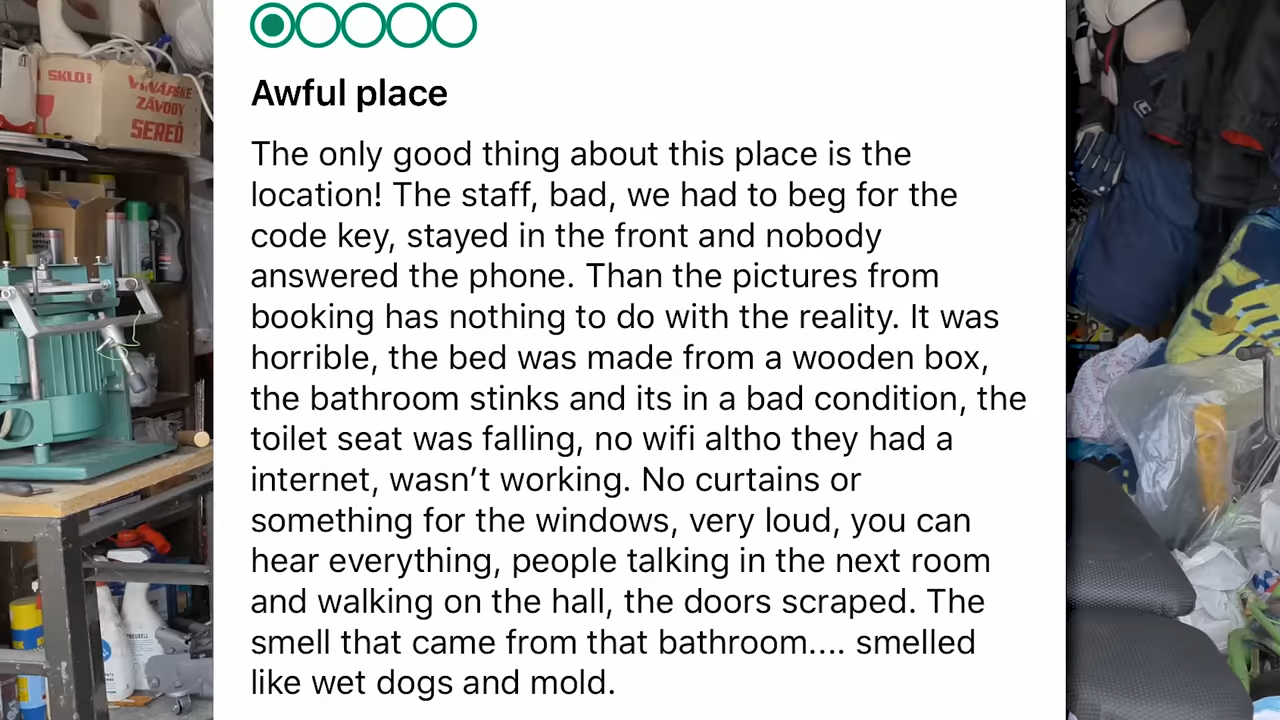 SKLO!
VINÁRSKE
ZÁVODY
SEREĎ
Awful place
The only good thing about this place is the
location! The staff, bad, we had to beg for the
code key, stayed in the front and nobody
answered the phone. Than the pictures from
booking has nothing to do with the reality. It was
horrible, the bed was made from a wooden box,
the bathroom stinks and its in a bad condition, the
toilet seat was falling, no wifi altho they had a
internet, wasn't working. No curtains or
something for the windows, very loud, you can
hear everything, people talking in the next room
and walking on the hall, the doors scraped. The
smell that came from that bathroom.... smelled
like wet dogs and mold.